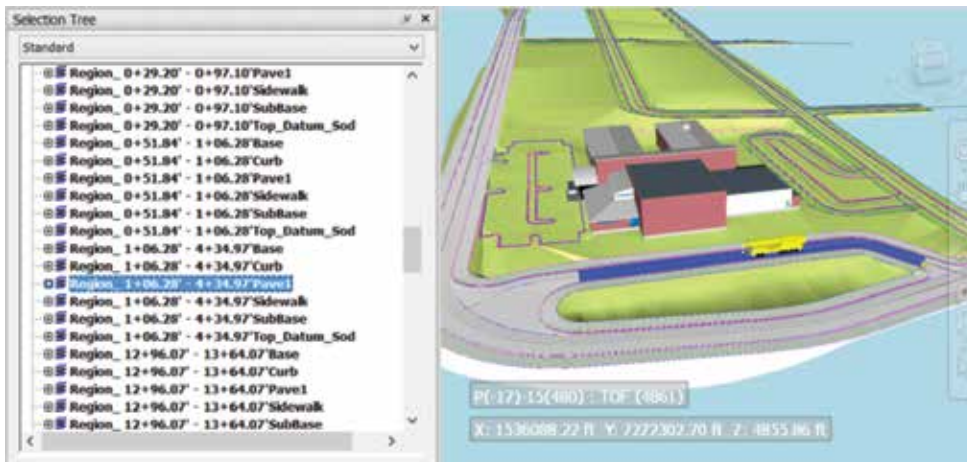 Selection Tree
Standard
Region_ 0+29.20' - 0+97.10'Pave1
Region_ 0+29.20' - 0+97.10'Sidewalk
Region_ 0+29.20' - 0+97.10'SubBase
Region_ 0+29.20' - 0+97.10'Top_Datum_Sod
Region_ 0+51.84' - 1+06.28'Base
Region_ 0+51.84' - 1+06.28'Curb
Region_ 0+51.84' - 1+06.28'Pave1
Region_ 0+51.84' - 1+06.28'Sidewalk
Region_ 0+51.84' - 1+06.28'SubBase
Region_ 0+51.84' - 1+06.28'Top_Datum_Sod
Region_ 1+06.28' - 4+34.97'Base
Region_ 1+06.28' - 4+34.97'Curb
Region_ 1+06.28' - 4+34.97'Pave1
Region_ 1+06.28' - 4+34.97'Sidewalk
Region_ 1+06.28' - 4+34.97'SubBase
Region_ 1+06.28' - 4+34.97'Top_Datum_Sod
Region_ 12+96.07' - 13+64.07'Base
Region_ 12+96.07' - 13+64.07'Curb
Region_ 12+96.07' - 13+64.07'Pave1
Region_ 12+96.07' - 13+64.07'Sidewalk
Region_ 12+96.07' - 13+64.07'SubBase
P(-17)-15(480) : TOF (4861)
X: 1536088.22 ft Y: 7272302.70 ft Z: 4855.86 ft